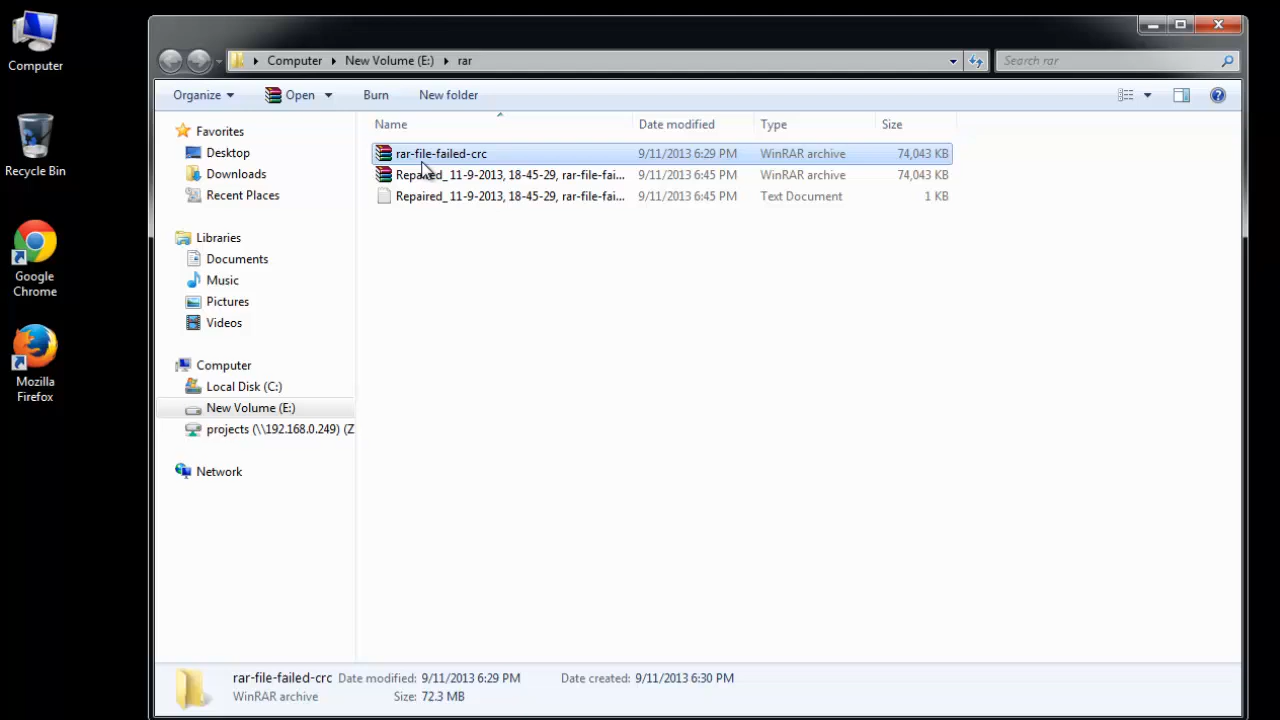 Computer
Recycle Bin
Google
Chrome
Mozilla
Firefox
Computer
New Volume (E:)
rar
Search rar
Organize
Open
Burn
New folder
Favorites
Desktop
Downloads
Recent Places
Libraries
Documents
Music
Pictures
Videos
Computer
Local Disk (C:)
New Volume (E:)
projects (\\192.168.0.249) (Z
Network
Name Date modified Type Size
rar-file-failed-crc 9/11/2013 6:29 PM WinRAR archive 74,043 KB
Repaired_ 11-9-2013, 18-45-29, rar-file-fai... 9/11/2013 6:45 PM WinRAR archive 74,043 KB
Repaired_ 11-9-2013, 18-45-29, rar-file-fai... 9/11/2013 6:45 PM Text Document 1 KB
rar-file-failed-crc Date modified: 9/11/2013 6:29 PM Date created: 9/11/2013 6:30 PM
WinRAR archive Size: 72.3 MB